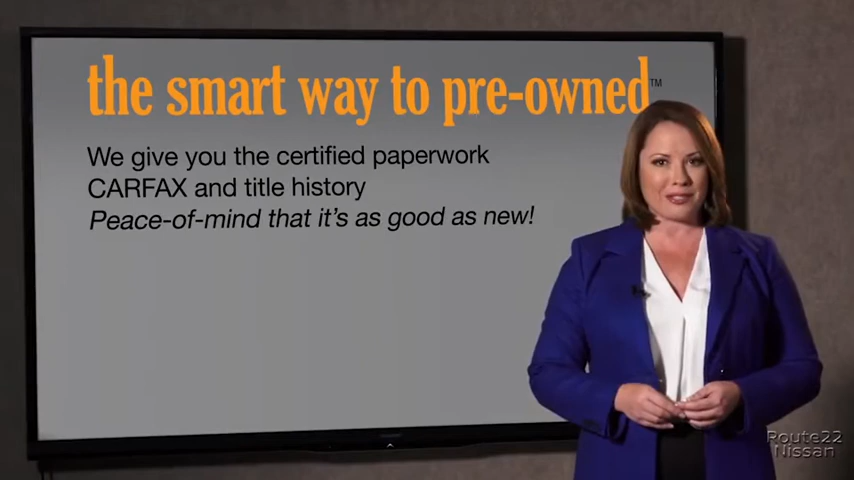 the smart way to pre-owned™
We give you the certified paperwork
CARFAX and title history
Peace-of-mind that it's as good as new!
Route22
Nissan